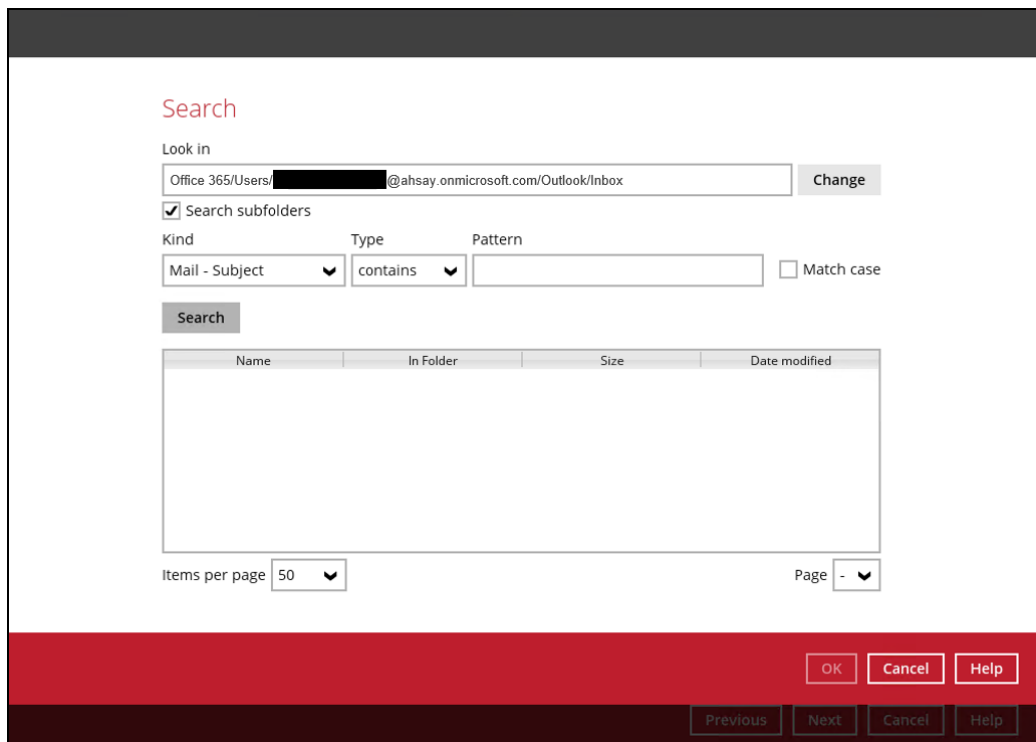 Search
Look in
Office 365/Users/ @ahsay.onmicrosoft.com/Outlook/Inbox Change
Search subfolders
Kind Type Pattern
Mail - Subject contains Match case
Search
Name In Folder Size Date modified
Items per page 50 Page -
OK Cancel Help
Previous Next Cancel Help